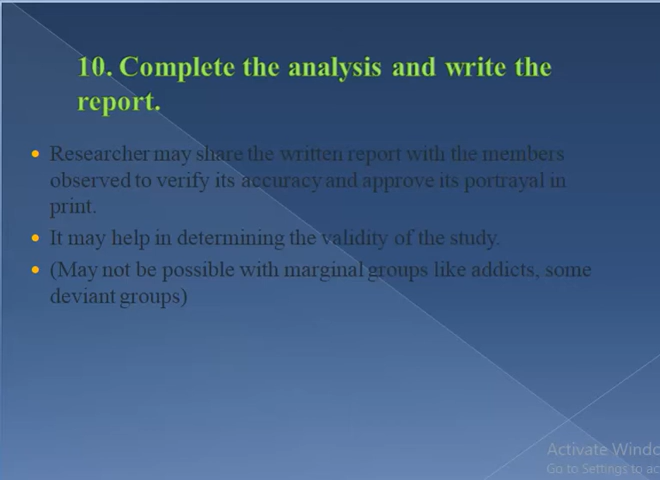 10. Complete the analysis and write the
report.
Researcher may share the written report with the members
observed to verify its accuracy and approve its portrayal in
print.
It may help in determining the validity of the study.
(May not be possible with marginal groups like addicts, some
deviant groups)
Activate Windo
Go to Settings to ac